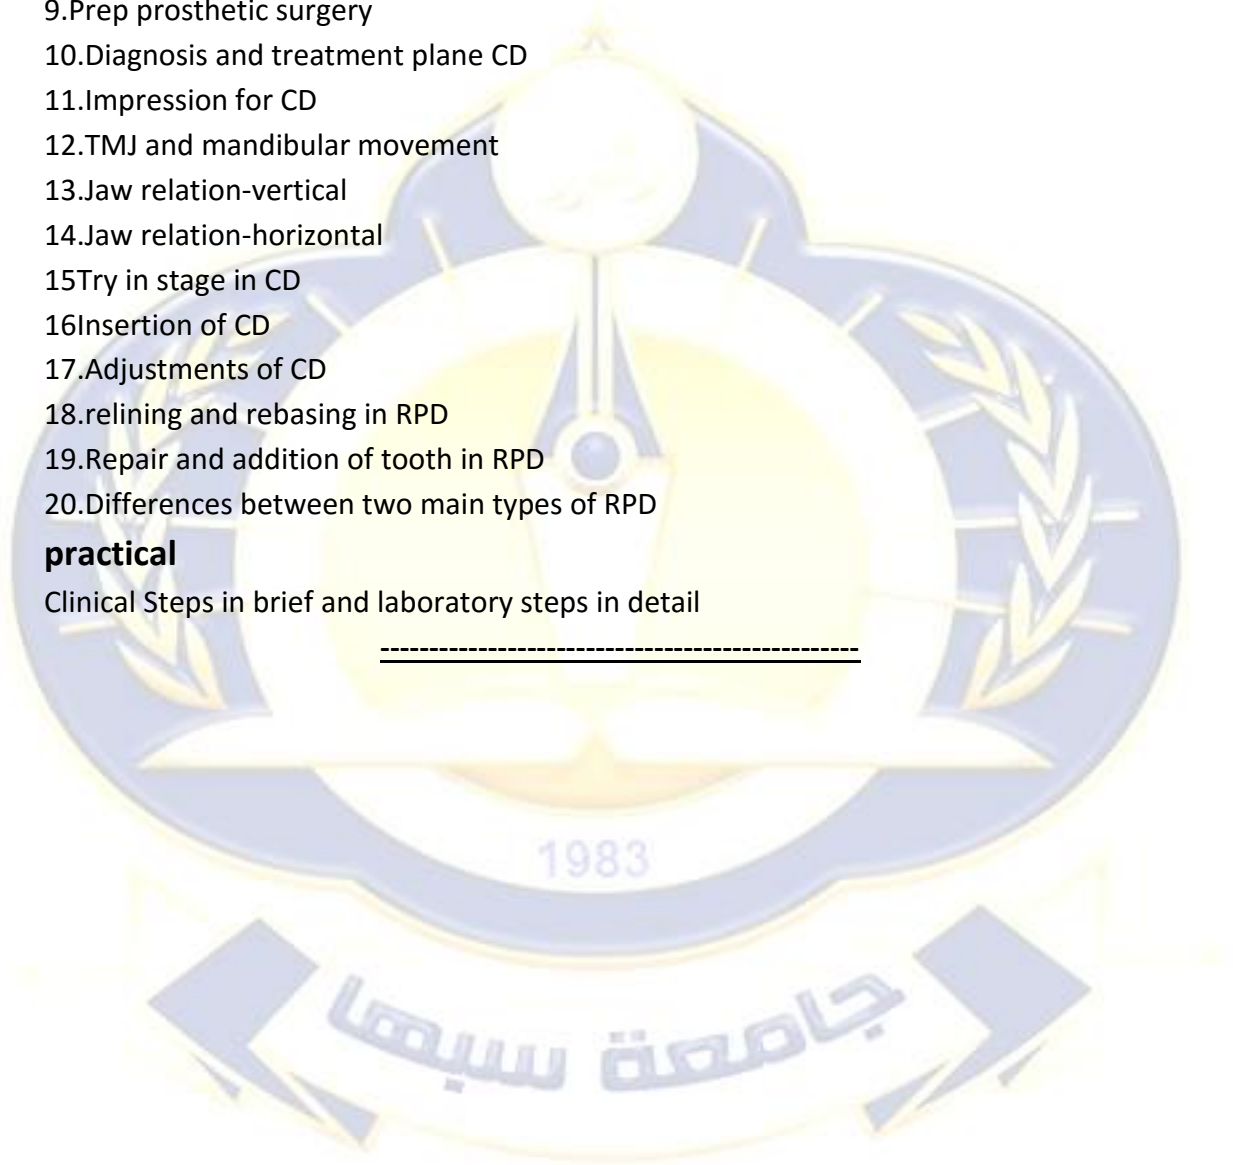 9.Prep prosthetic surgery
10.Diagnosis and treatment plane CD
11.Impression for CD
12.TMJ and mandibular movement
13.Jaw relation-vertical
14.Jaw relation-horizontal
15Try in stage in CD
16Insertion of CD
17.Adjustments of CD
18.relining and rebasing in RPD
19.Repair and addition of tooth in RPD
20.Differences between two main types of RPD
practical
Clinical Steps in brief and laboratory steps in detail
-------------------------------------------------
1983
جامعة سبها